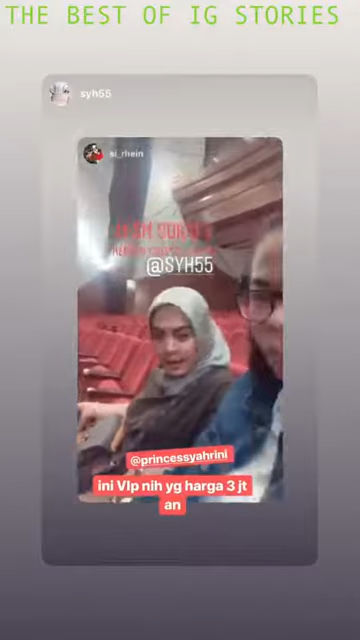 THE BEST OF IG STORIES
syh55
si_rhein
@SYH55
@princessyahrini
ini VIp nih yg harga 3 jt
an